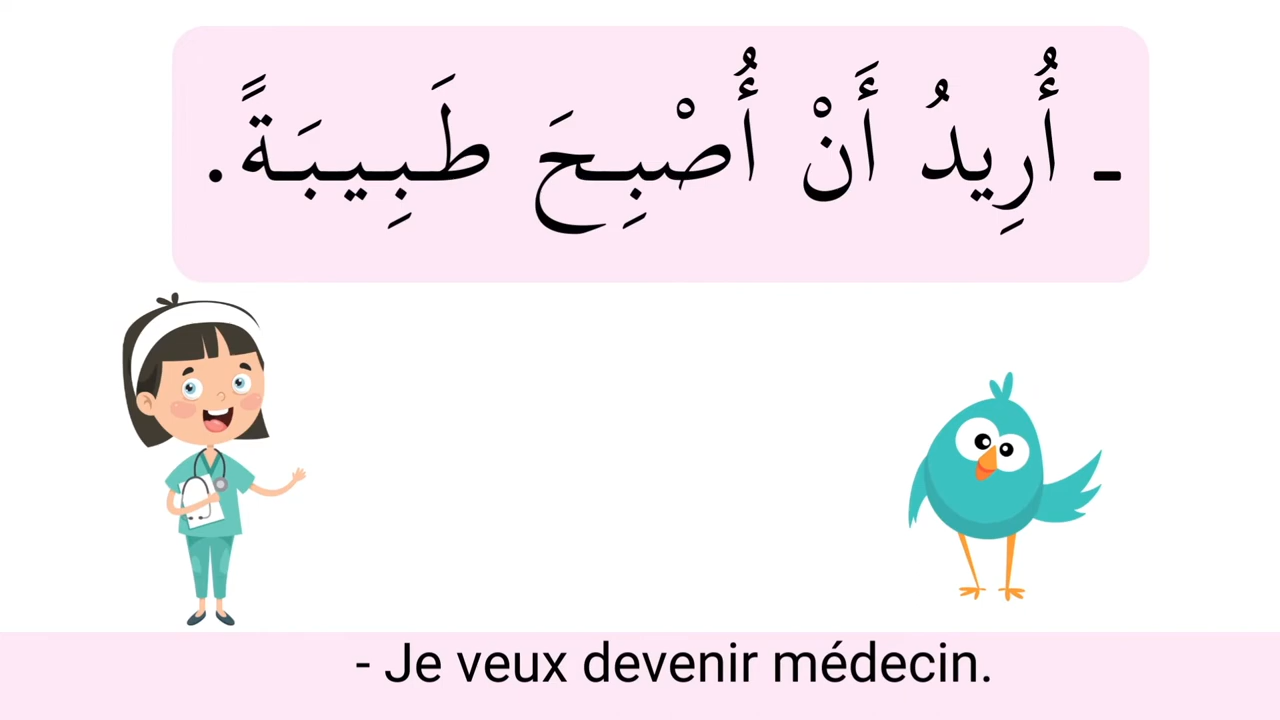 ـ أُرِيدُ أَنْ أُصْبِحَ طَبِيبَةً.
- Je veux devenir médecin.